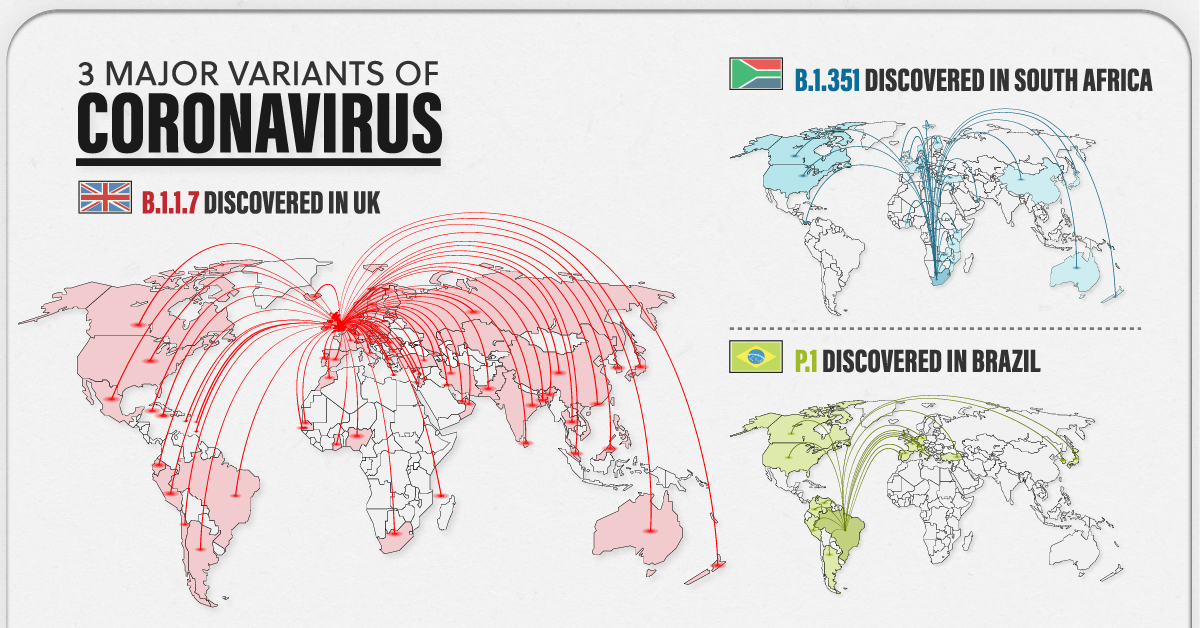 3 MAJOR VARIANTS OF
CORONAVIRUS
B.1.1.7 DISCOVERED IN UK
B.1.351 DISCOVERED IN SOUTH AFRICA
P.1 DISCOVERED IN BRAZIL